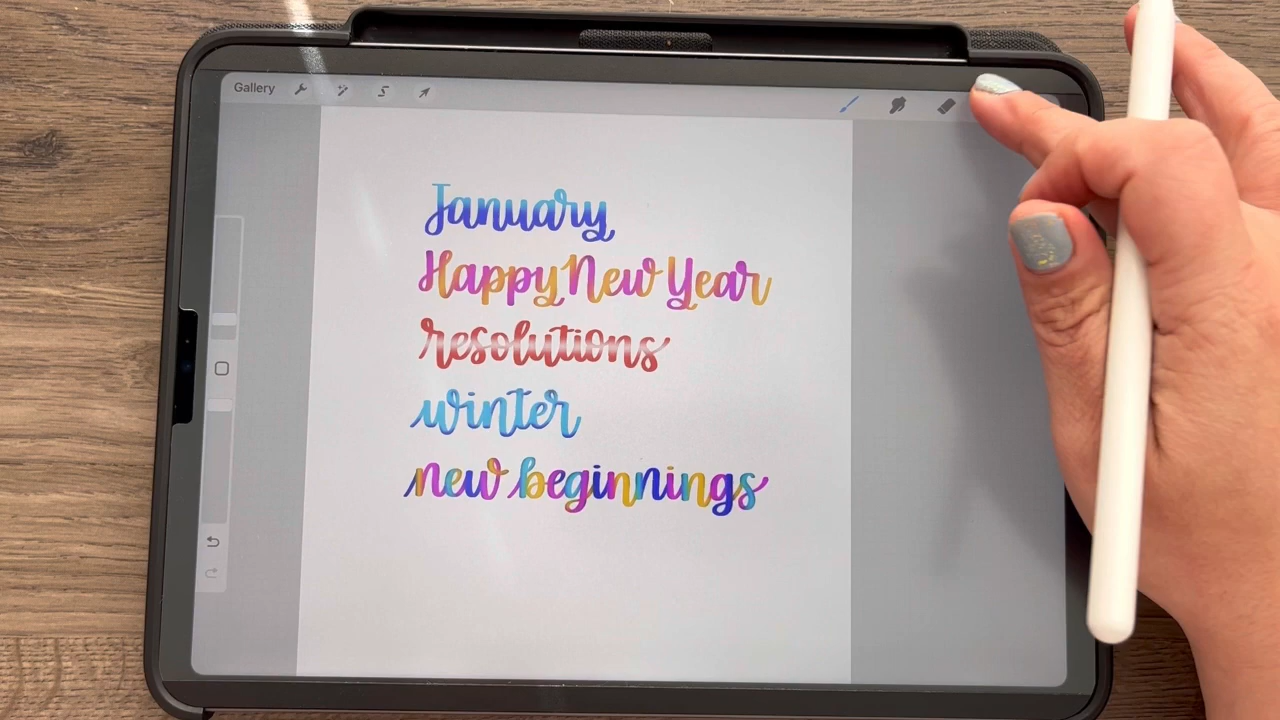 Gallery
January
Happy New Year
resolutions
winter
new beginnings